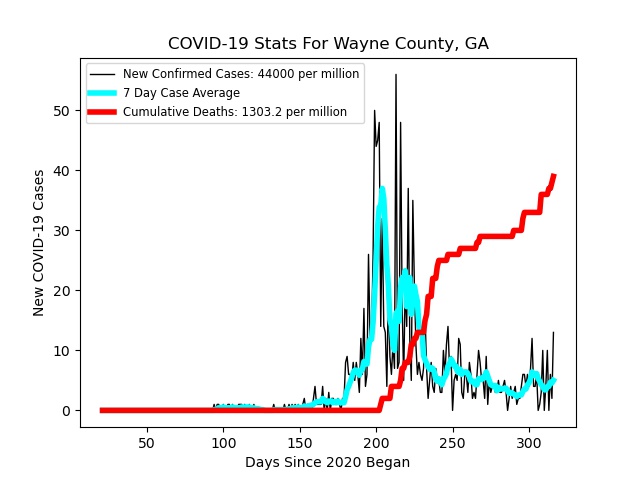 COVID-19 Stats For Wayne County, GA
New Confirmed Cases: 44000 per million
7 Day Case Average
Cumulative Deaths: 1303.2 per million
New COVID-19 Cases
50
40
30
20
10
0
50 100 150 200 250 300
Days Since 2020 Began